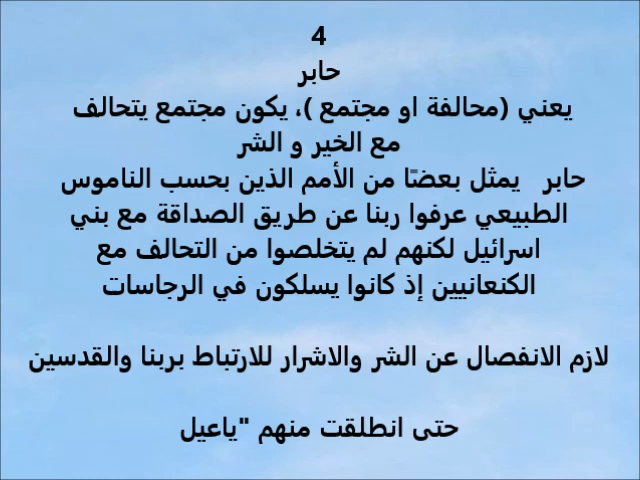 4
حابر
يعني (محالفة او مجتمع )، يكون مجتمع يتحالف
مع الخير و الشر
حابر يمثل بعضًا من الأمم الذين بحسب الناموس
الطبيعي عرفوا ربنا عن طريق الصداقة مع بني
اسرائيل لكنهم لم يتخلصوا من التحالف مع
الكنعانيين إذ كانوا يسلكون في الرجاسات
لازم الانفصال عن الشر والاشرار للارتباط بربنا والقدسين
حتى انطلقت منهم "ياعيل